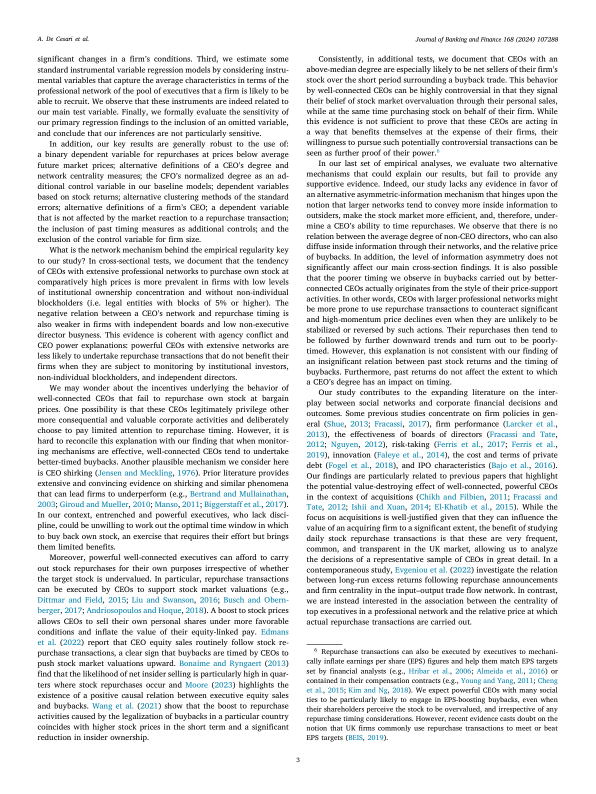 A. De Cesari et al.
Journal of Banking and Finance 168 (2024) 107288
significant changes in a firm's conditions. Third, we estimate some
standard instrumental variable regression models by considering instru-
mental variables that capture the average characteristics in terms of the
professional network of the pool of executives that a firm is likely to be
able to recruit. We observe that these instruments are indeed related to
our main test variable. Finally, we formally evaluate the sensitivity of
our primary regression findings to the inclusion of an omitted variable,
and conclude that our inferences are not particularly sensitive.
In addition, our key results are generally robust to the use of:
a binary dependent variable for repurchases at prices below average
future market prices; alternative definitions of a CEO's degree and
network centrality measures; the CFO's normalized degree as an ad-
ditional control variable in our baseline models; dependent variables
based on stock returns; alternative clustering methods of the standard
errors; alternative definitions of a firm's CEO; a dependent variable
that is not affected by the market reaction to a repurchase transaction;
the inclusion of past timing measures as additional controls; and the
exclusion of the control variable for firm size.
What is the network mechanism behind the empirical regularity key
to our study? In cross-sectional tests, we document that the tendency
of CEOs with extensive professional networks to purchase own stock at
comparatively high prices is more prevalent in firms with low levels
of institutional ownership concentration and without non-individual
blockholders (i.e. legal entities with blocks of 5% or higher). The
negative relation between a CEO's network and repurchase timing is
also weaker in firms with independent boards and low non-executive
director busyness. This evidence is coherent with agency conflict and
CEO power explanations: powerful CEOs with extensive networks are
less likely to undertake repurchase transactions that do not benefit their
firms when they are subject to monitoring by institutional investors,
non-individual blockholders, and independent directors.
We may wonder about the incentives underlying the behavior of
well-connected CEOs that fail to repurchase own stock at bargain
prices. One possibility is that these CEOs legitimately privilege other
more consequential and valuable corporate activities and deliberately
choose to pay limited attention to repurchase timing. However, it is
hard to reconcile this explanation with our finding that when monitor-
ing mechanisms are effective, well-connected CEOs tend to undertake
better-timed buybacks. Another plausible mechanism we consider here
is CEO shirking (Jensen and Meckling, 1976). Prior literature provides
extensive and convincing evidence on shirking and similar phenomena
that can lead firms to underperform (e.g., Bertrand and Mullainathan,
2003; Giroud and Mueller, 2010; Manso, 2011; Biggerstaff et al., 2017).
In our context, entrenched and powerful executives, who lack disci-
pline, could be unwilling to work out the optimal time window in which
to buy back own stock, an exercise that requires their effort but brings
them limited benefits.
Moreover, powerful well-connected executives can afford to carry
out stock repurchases for their own purposes irrespective of whether
the target stock is undervalued. In particular, repurchase transactions
can be executed by CEOs to support stock market valuations (e.g.,
Dittmar and Field, 2015; Liu and Swanson, 2016; Busch and Obern-
berger, 2017; Andriosopoulos and Hoque, 2018). A boost to stock prices
allows CEOs to sell their own personal shares under more favorable
conditions and inflate the value of their equity-linked pay. Edmans
et al. (2022) report that CEO equity sales routinely follow stock re-
purchase transactions, a clear sign that buybacks are timed by CEOs to
push stock market valuations upward. Bonaime and Ryngaert (2013)
find that the likelihood of net insider selling is particularly high in quar-
ters where stock repurchases occur and Moore (2023) highlights the
existence of a positive causal relation between executive equity sales
and buybacks. Wang et al. (2021) show that the boost to repurchase
activities caused by the legalization of buybacks in a particular country
coincides with higher stock prices in the short term and a significant
reduction in insider ownership.
Consistently, in additional tests, we document that CEOs with an
above-median degree are especially likely to be net sellers of their firm's
stock over the short period surrounding a buyback trade. This behavior
by well-connected CEOs can be highly controversial in that they signal
their belief of stock market overvaluation through their personal sales,
while at the same time purchasing stock on behalf of their firm. While
this evidence is not sufficient to prove that these CEOs are acting in
a way that benefits themselves at the expense of their firms, their
willingness to pursue such potentially controversial transactions can be
seen as further proof of their power.6
In our last set of empirical analyses, we evaluate two alternative
mechanisms that could explain our results, but fail to provide any
supportive evidence. Indeed, our study lacks any evidence in favor of
an alternative asymmetric-information mechanism that hinges upon the
notion that larger networks tend to convey more inside information to
outsiders, make the stock market more efficient, and, therefore, under-
mine a CEO's ability to time repurchases. We observe that there is no
relation between the average degree of non-CEO directors, who can also
diffuse inside information through their networks, and the relative price
of buybacks. In addition, the level of information asymmetry does not
significantly affect our main cross-section findings. It is also possible
that the poorer timing we observe in buybacks carried out by better-
connected CEOs actually originates from the style of their price-support
activities. In other words, CEOs with larger professional networks might
be more prone to use repurchase transactions to counteract significant
and high-momentum price declines even when they are unlikely to be
stabilized or reversed by such actions. Their repurchases then tend to
be followed by further downward trends and turn out to be poorly-
timed. However, this explanation is not consistent with our finding of
an insignificant relation between past stock returns and the timing of
buybacks. Furthermore, past returns do not affect the extent to which
a CEO's degree has an impact on timing.
Our study contributes to the expanding literature on the inter-
play between social networks and corporate financial decisions and
outcomes. Some previous studies concentrate on firm policies in gen-
eral (Shue, 2013; Fracassi, 2017), firm performance (Larcker et al.,
2013), the effectiveness of boards of directors (Fracassi and Tate,
2012; Nguyen, 2012), risk-taking (Ferris et al., 2017; Ferris et al.,
2019), innovation (Faleye et al., 2014), the cost and terms of private
debt (Fogel et al., 2018), and IPO characteristics (Bajo et al., 2016).
Our findings are particularly related to previous papers that highlight
the potential value-destroying effect of well-connected, powerful CEOs
in the context of acquisitions (Chikh and Filbien, 2011; Fracassi and
Tate, 2012; Ishii and Xuan, 2014; El-Khatib et al., 2015). While the
focus on acquisitions is well-justified given that they can influence the
value of an acquiring firm to a significant extent, the benefit of studying
daily stock repurchase transactions is that these are very frequent,
common, and transparent in the UK market, allowing us to analyze
the decisions of a representative sample of CEOs in great detail. In a
contemporaneous study, Evgeniou et al. (2022) investigate the relation
between long-run excess returns following repurchase announcements
and firm centrality in the input–output trade flow network. In contrast,
we are instead interested in the association between the centrality of
top executives in a professional network and the relative price at which
actual repurchase transactions are carried out.
6 Repurchase transactions can also be executed by executives to mechani-
cally inflate earnings per share (EPS) figures and help them match EPS targets
set by financial analysts (e.g., Hribar et al., 2006; Almeida et al., 2016) or
contained in their compensation contracts (e.g., Young and Yang, 2011; Cheng
et al., 2015; Kim and Ng, 2018). We expect powerful CEOs with many social
ties to be particularly likely to engage in EPS-boosting buybacks, even when
their shareholders perceive the stock to be overvalued, and irrespective of any
repurchase timing considerations. However, recent evidence casts doubt on the
notion that UK firms commonly use repurchase transactions to meet or beat
EPS targets (BEIS, 2019).
3